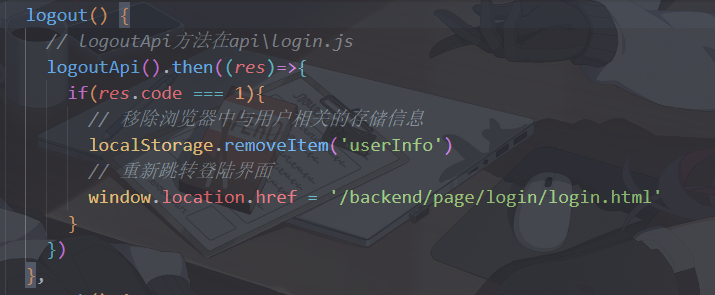 logout() {
// logoutApi方法在api\login.js
logoutApi().then((res)=>{
if(res.code === 1){
// 移除浏览器中与用户相关的存储信息
localStorage.removeItem('userInfo')
// 重新跳转登陆界面
window.location.href = '/backend/page/login/login.html'
}
})
},